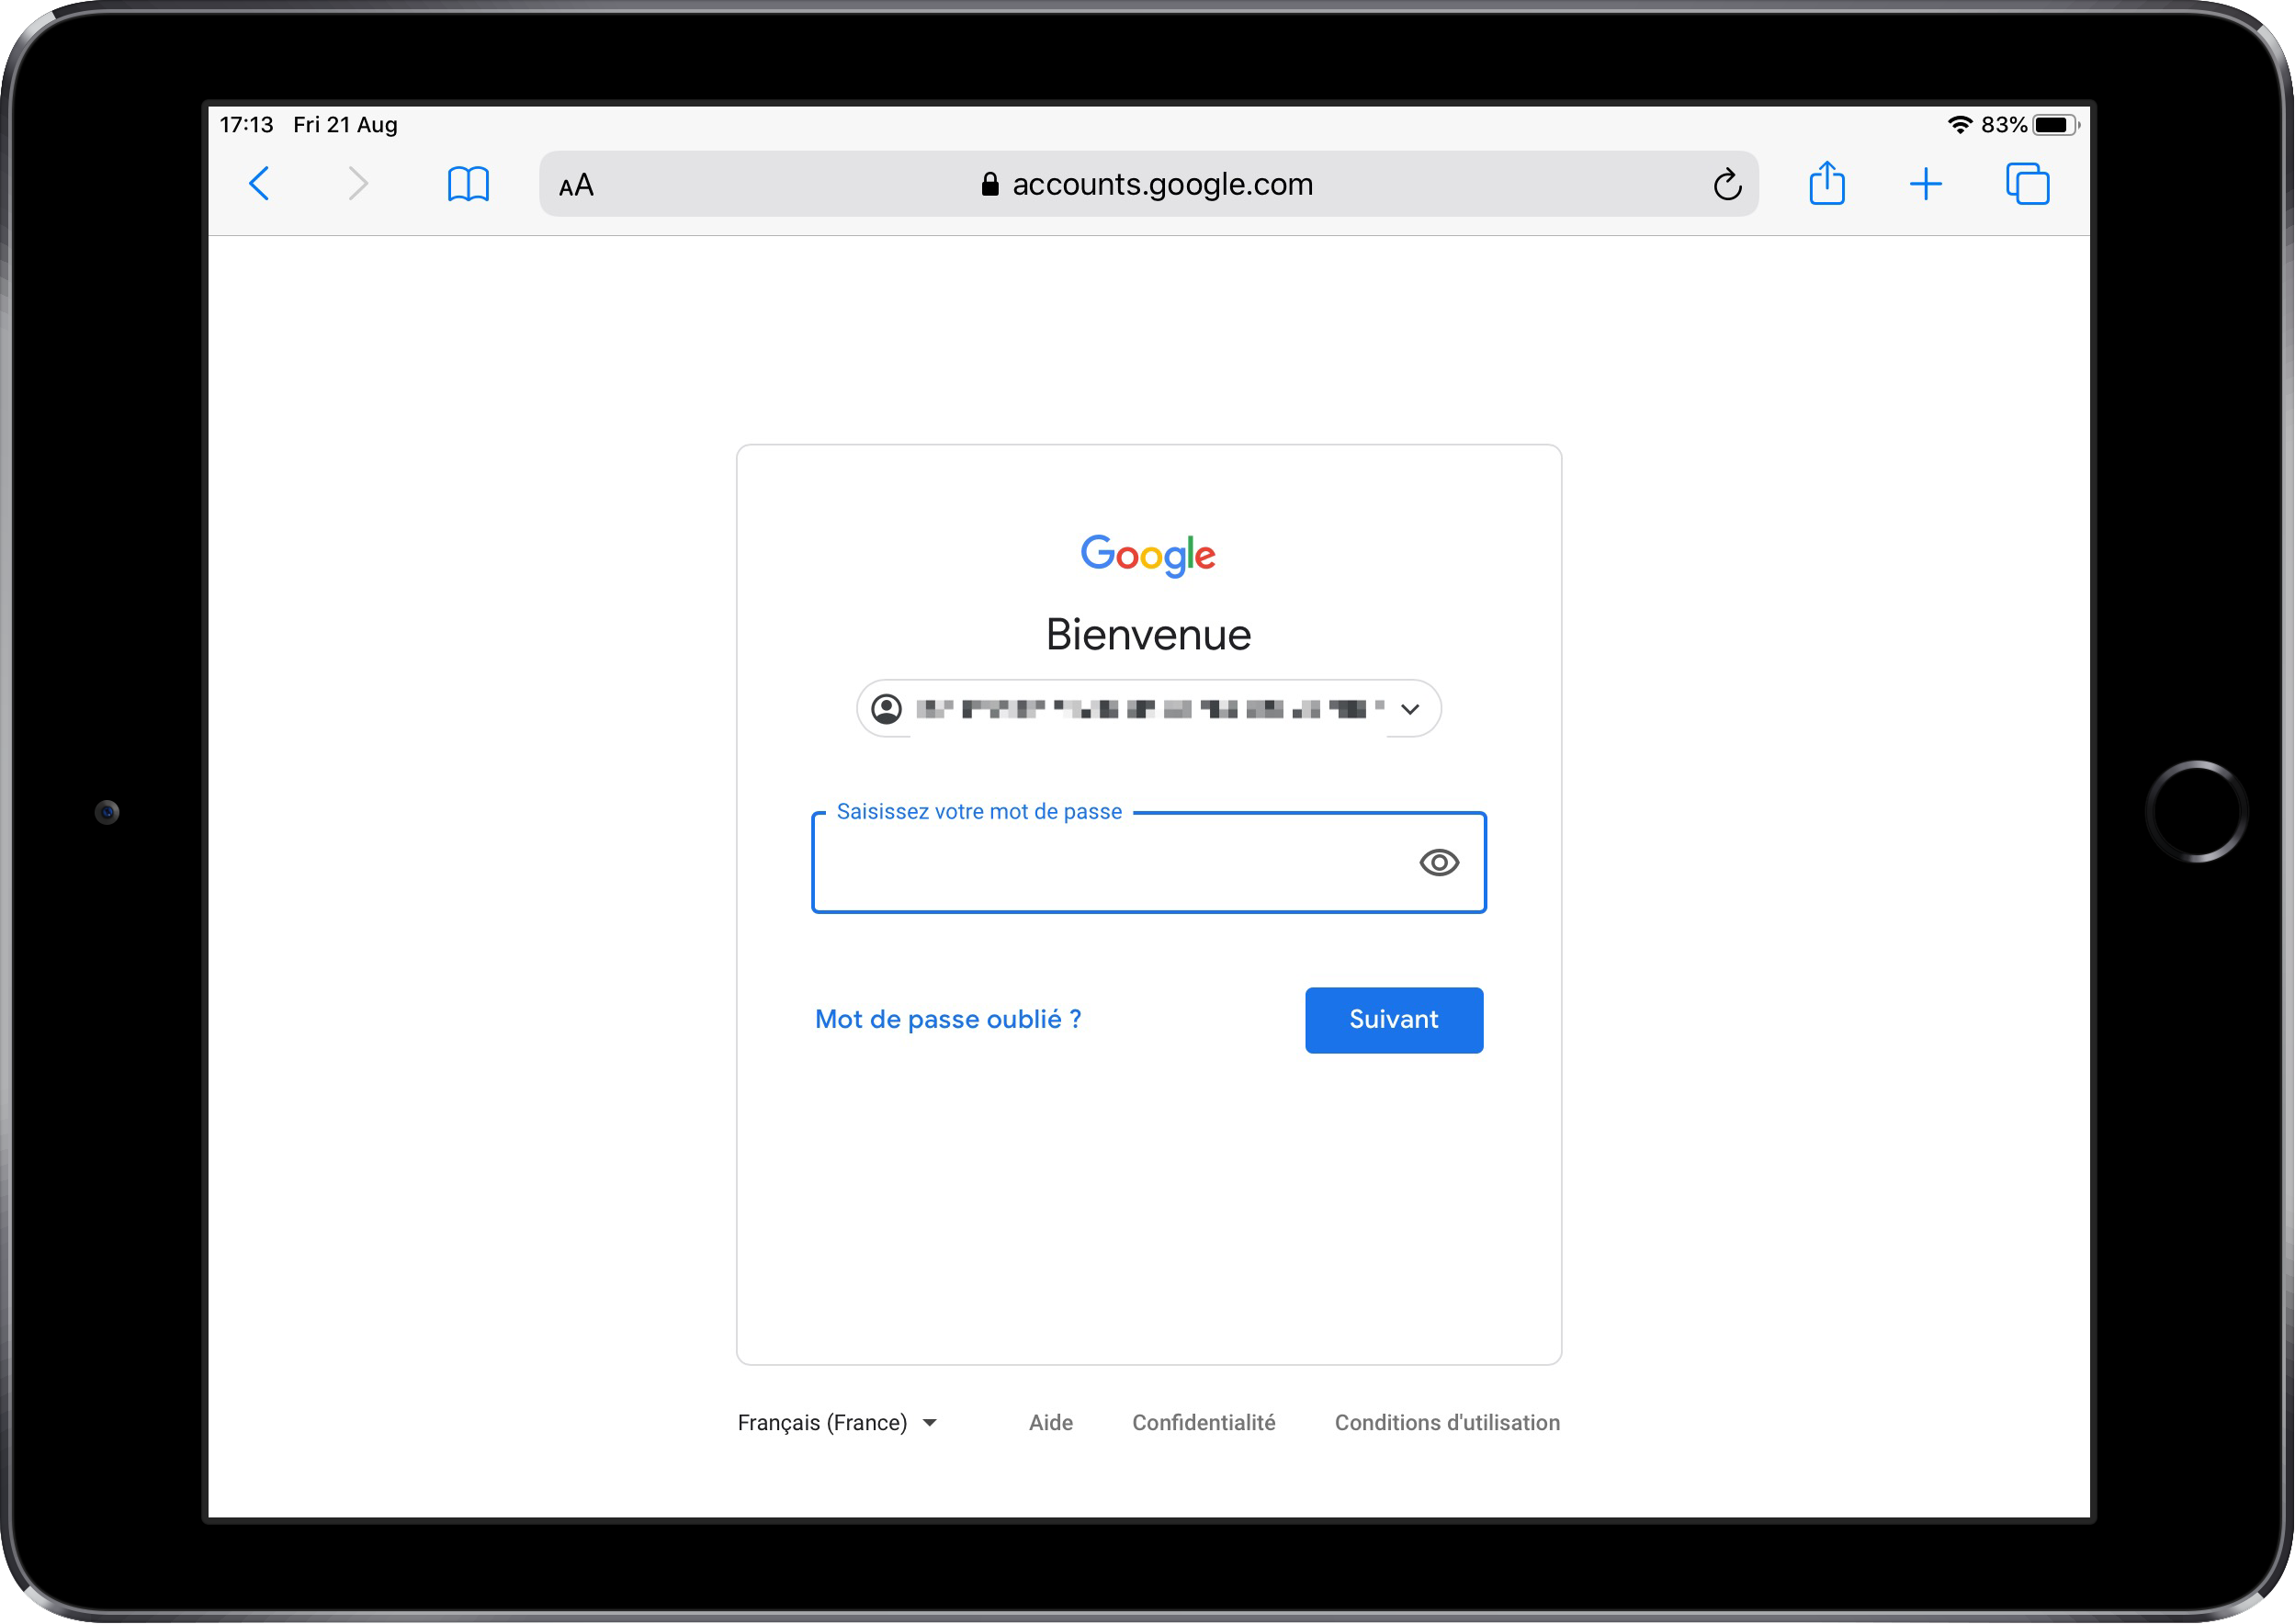 17:13 Fri 21 Aug
83%
AA
accounts.google.com
Google
Bienvenue
Saisissez votre mot de passe
Mot de passe oublié ?
Suivant
Français (France)
Aide
Confidentialité
Conditions d'utilisation